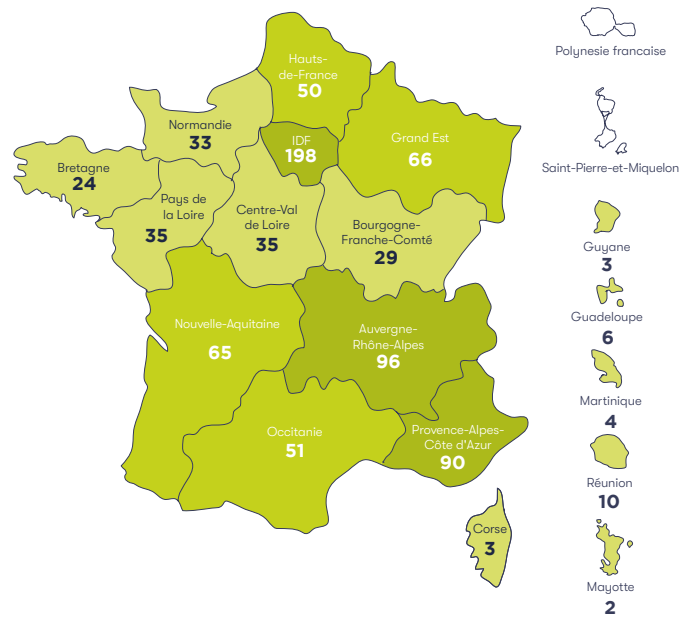 Hauts-
de-France
50
Normandie
33
IDF
198
Grand Est
66
Bretagne
24
Pays de
la Loire
35
Centre-Val
de Loire
35
Bourgogne-
Franche-Comté
29
Nouvelle-Aquitaine
65
Auvergne-
Rhône-Alpes
96
Occitanie
51
Provence-Alpes-
Côte d'Azur
90
Corse
3
Polynesie francaise
Saint-Pierre-et-Miquelon
Guyane
3
Guadeloupe
6
Martinique
4
Réunion
10
Mayotte
2